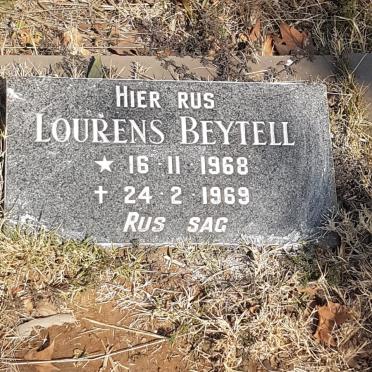 HIER RUS
LOURENS BEYTELL
★ 16·11·1968
✝ 24·2·1969
RUS SAG